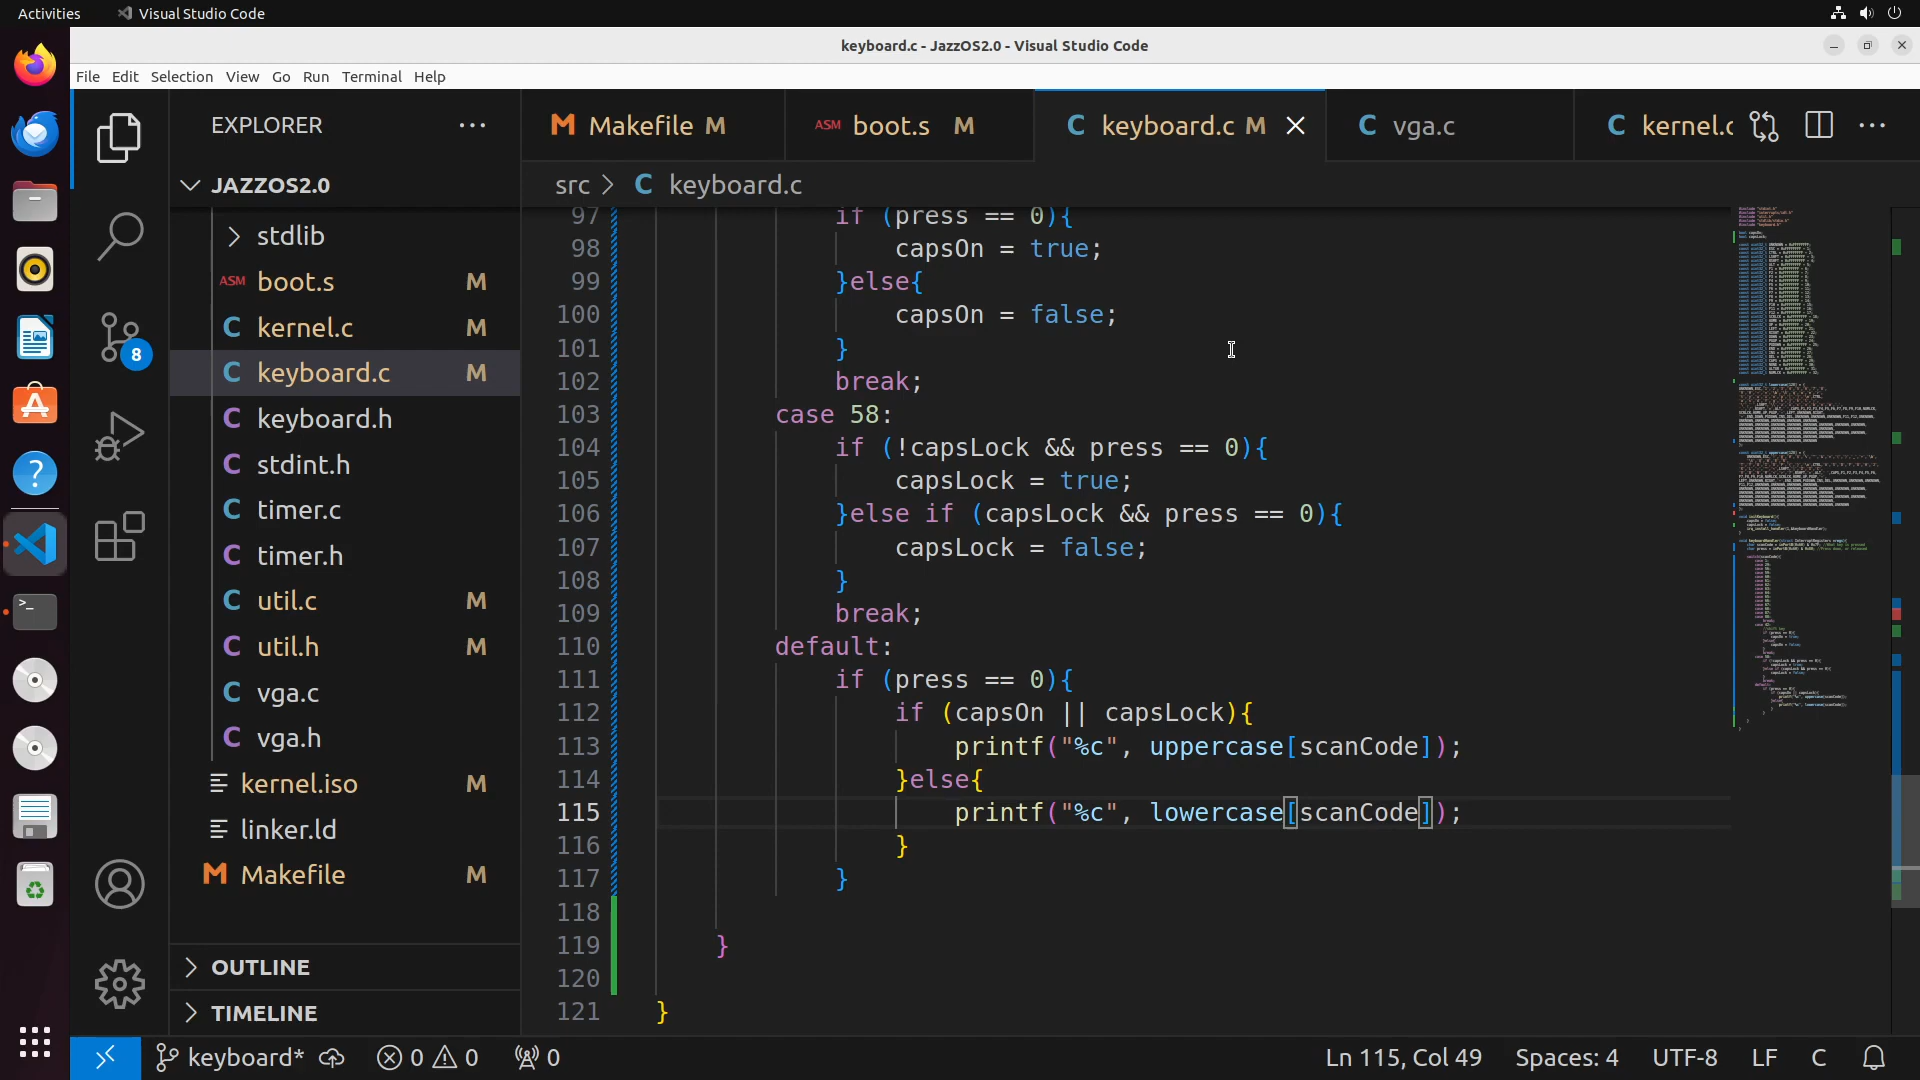 Activities Visual Studio Code
keyboard.c - JazzOS2.0 - Visual Studio Code
File Edit Selection View Go Run Terminal Help
EXPLORER ···
Makefile M
ASM boot.s M
C keyboard.c M
C vga.c
C kernel.c
JAZZOS2.0
src > C keyboard.c
stdlib
ASM boot.s M
C kernel.c M
C keyboard.c M
C keyboard.h
C stdint.h
C timer.c
C timer.h
C util.c M
C util.h M
C vga.c
C vga.h
kernel.iso M
linker.ld
Makefile M
OUTLINE
TIMELINE
8
97 if (press == 0){
98 capsOn = true;
99 }else{
100 capsOn = false;
101 }
102 break;
103 case 58:
104 if (!capsLock && press == 0){
105 capsLock = true;
106 }else if (capsLock && press == 0){
107 capsLock = false;
108 }
109 break;
110 default:
111 if (press == 0){
112 if (capsOn || capsLock){
113 printf("%c", uppercase[scanCode]);
114 }else{
115 printf("%c", lowercase[scanCode]);
116 }
117 }
118
119 }
120
121 }
keyboard* 0 0 0 Ln 115, Col 49 Spaces: 4 UTF-8 LF C